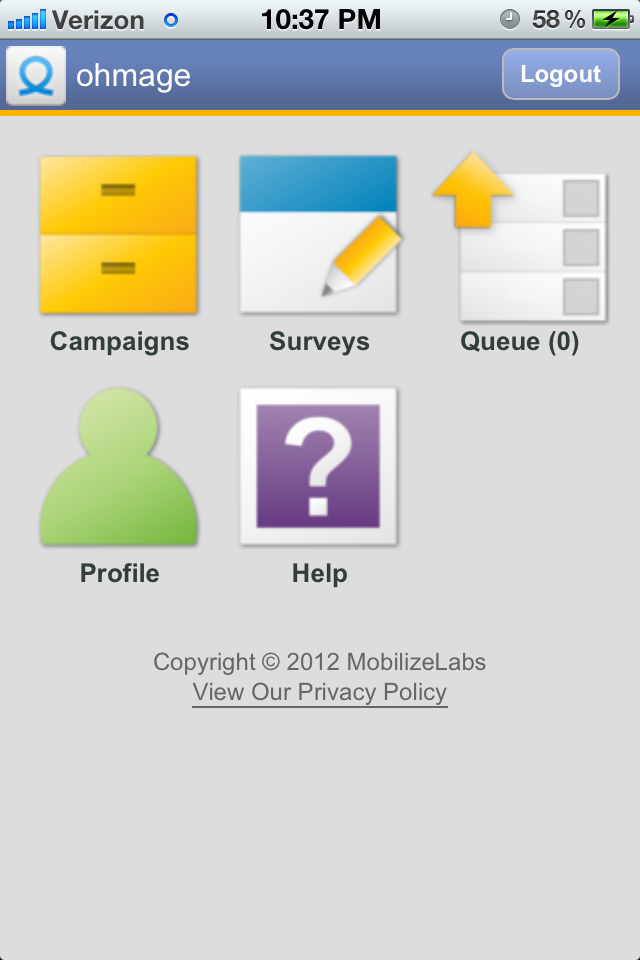 Verizon 10:37 PM 58 %
ohmage Logout
Campaigns Surveys Queue (0)
?
Profile Help
Copyright © 2012 MobilizeLabs
View Our Privacy Policy